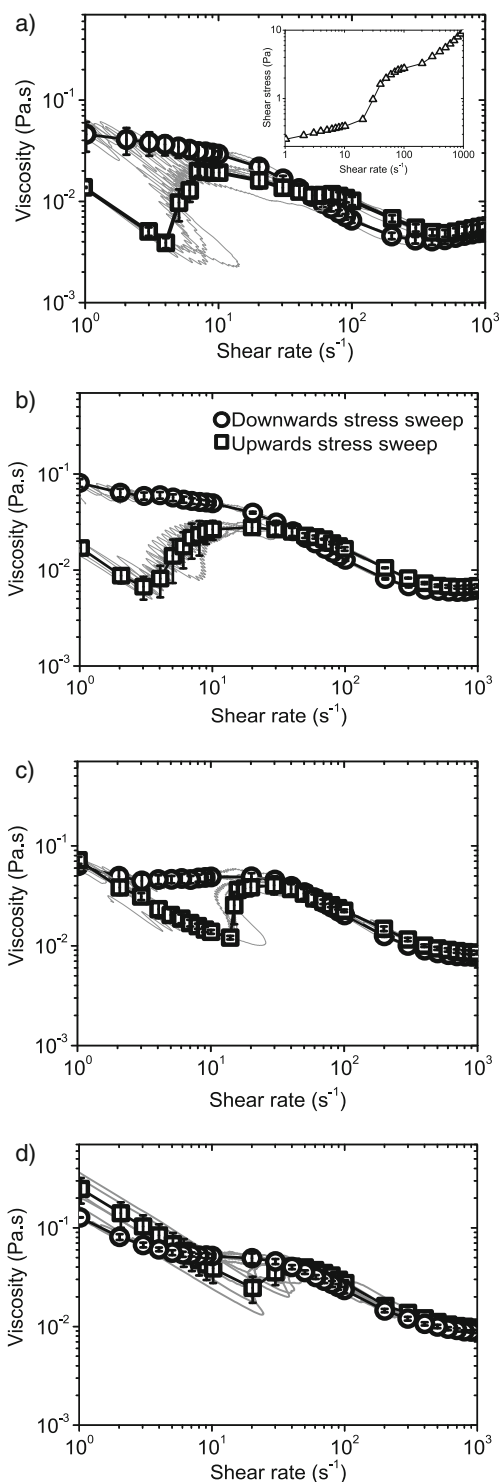 a)
Viscosity (Pa.s)
10⁻¹
10⁻²
10⁻³
10⁰ 10¹ 10² 10³
Shear rate (s⁻¹)
Shear stress (Pa)
1
1 10 100 1000
Shear rate (s⁻¹)
b)
Viscosity (Pa.s)
10⁻¹
10⁻²
10⁻³
Downwards stress sweep
Upwards stress sweep
10⁰ 10¹ 10² 10³
Shear rate (s⁻¹)
c)
Viscosity (Pa.s)
10⁻¹
10⁻²
10⁻³
10⁰ 10¹ 10² 10³
Shear rate (s⁻¹)
d)
Viscosity (Pa.s)
10⁻¹
10⁻²
10⁻³
10⁰ 10¹ 10² 10³
Shear rate (s⁻¹)